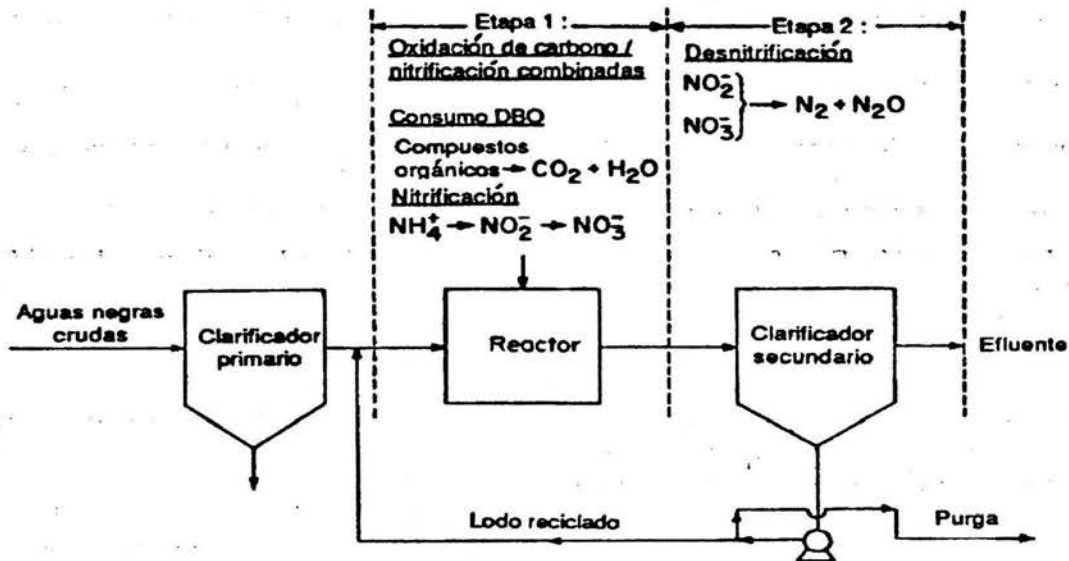 Etapa 1 :
Oxidación de carbono /
nitrificación combinadas
Consumo DBO
Compuestos
orgánicos → CO₂ + H₂O
Nitrificación
NH₄⁺ → NO₂⁻ → NO₃⁻
Etapa 2 :
Desnitrificación
NO₂⁻
NO₃⁻
→ N₂ + N₂O
Aguas negras
crudas
Clarificador
primario
Reactor
Clarificador
secundario
Efluente
Lodo reciclado
Purga